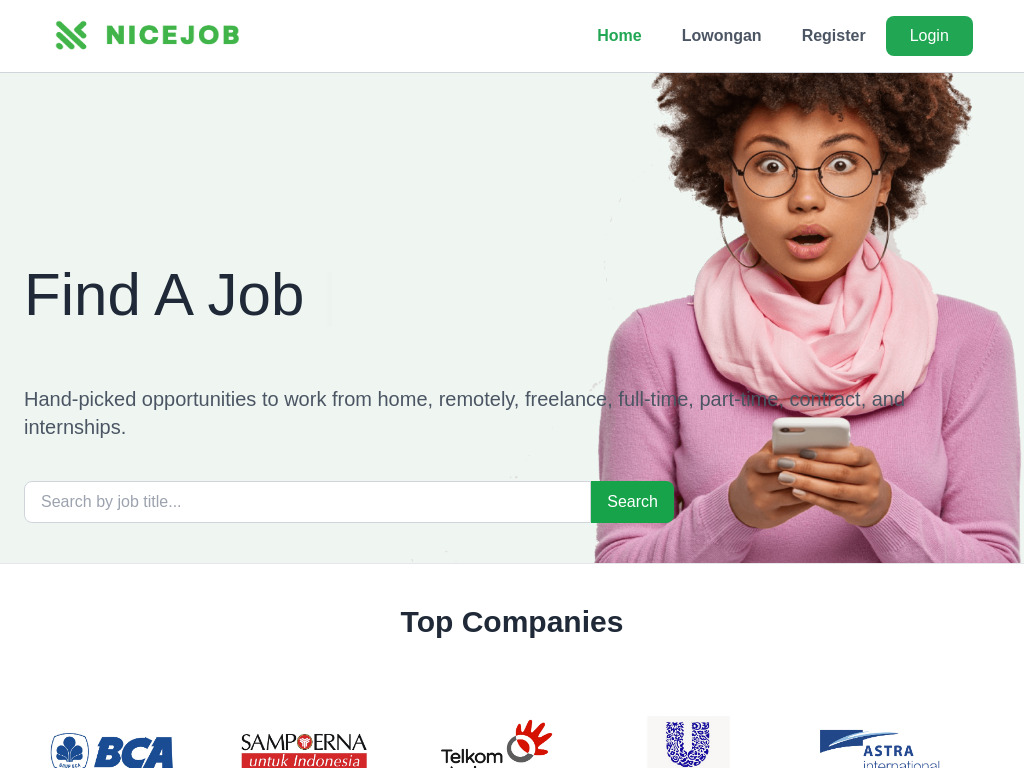 NICEJOB
Home
Lowongan
Register
Login
Find A Job
Hand-picked opportunities to work from home, remotely, freelance, full-time, part-time, contract, and
internships.
Search by job title...
Search
Top Companies
BCA
SAMPOERNA
untuk Indonesia
Telkom
ASTRA
international